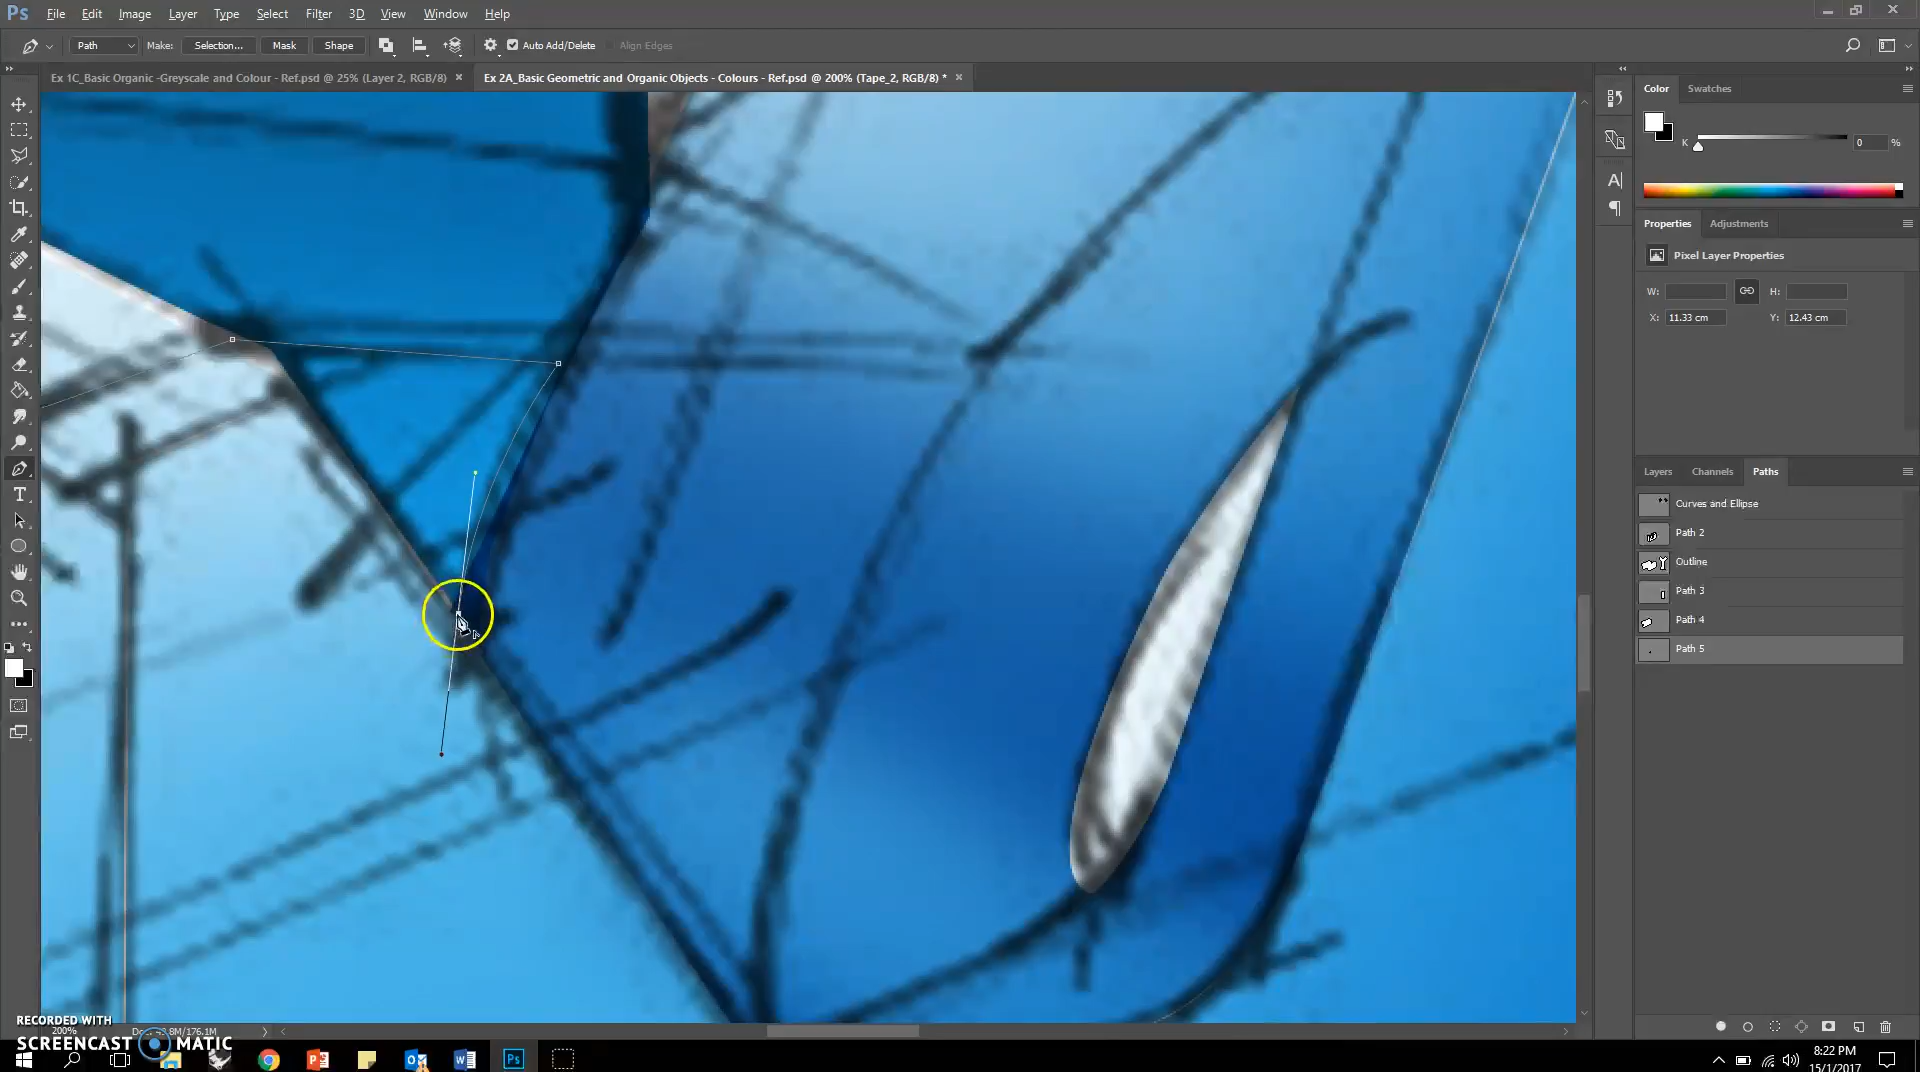 Ps File Edit Image Layer Type Select Filter 3D View Window Help
Path Make: Selection... Mask Shape Auto Add/Delete Align Edges
Ex 1C_Basic Organic -Greyscale and Colour - Ref.psd @ 25% (Layer 2, RGB/8) × Ex 2A_Basic Geometric and Organic Objects - Colours - Ref.psd @ 200% (Tape_2, RGB/8) * ×
Color Swatches
K 0 %
Properties Adjustments
Pixel Layer Properties
W: H:
X: 11.33 cm Y: 12.43 cm
Layers Channels Paths
Curves and Ellipse
Path 2
Outline
Path 3
Path 4
Path 5
RECORDED WITH
200%
SCREENCAST MATIC
8:22 PM
15/1/2017